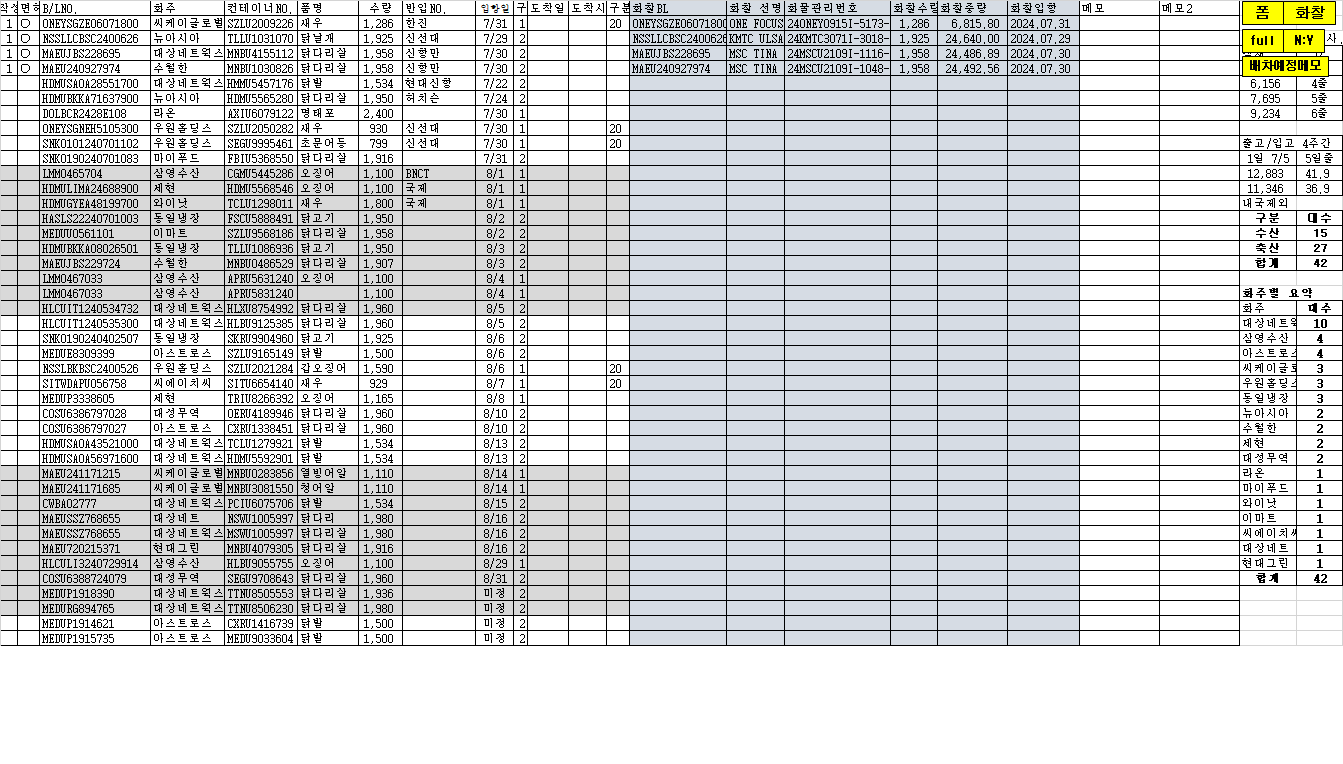 작성 면허 B/LNO. 화주 컨테이너NO. 품명 수량 반입NO. 입항일 구 도착일 도착시 구분 화찰BL 화찰 선명 화물관리번호 화찰수량 화찰중량 화찰입항 메모 메모2 폼 화찰
1 ○ ONEYSGZE06071800 씨케이글로벌 SZLU2009226 새우 1,286 한진 7/31 1 20 ONEYSGZE06071800 ONE FOCUS 24ONEY0915I-5173- 1,286 6,815.80 2024.07.31
1 ○ NSSLLCBSC2400626 뉴아시아 TLLU1031070 닭날개 1,925 신선대 7/29 2 NSSLLCBSC2400626 KMTC ULSA 24KMTC3071I-3018- 1,925 24,640.00 2024.07.29 full N:Y
1 ○ MAEUJBS228695 대상네트웍스 MNBU4155112 닭다리살 1,958 신항만 7/30 2 MAEUJBS228695 MSC TINA 24MSCU2109I-1116- 1,958 24,486.89 2024.07.30
1 ○ MAEU240927974 수월한 MNBU1030826 닭다리살 1,958 신항만 7/30 2 MAEU240927974 MSC TINA 24MSCU2109I-1048- 1,958 24,492.56 2024.07.30 배차예정메모
HDMUSAOA28551700 대상네트웍스 HMMU5457176 닭발 1,534 현대신항 7/22 2 6,156 4줄
HDMUBKKA71637900 뉴아시아 HDMU5565280 닭다리살 1,950 허치슨 7/24 2 7,695 5줄
DOLBCR2428E108 라온 AXIU6079122 명태포 2,400 7/30 1 9,234 6줄
ONEYSGNEH5105300 우원홀딩스 SZLU2050282 새우 930 신선대 7/30 1 20
SNKO101240701102 우원홀딩스 SEGU9995461 초문어등 799 신선대 7/30 1 20 출고/입고 4주간
SNKO190240701083 마이푸드 FBIU5368550 닭다리살 1,916 7/31 2 1일 7/5 5일줄
LMM0465704 삼영수산 CGMU5445286 오징어 1,100 BNCT 8/1 1 12,883 41.9
HDMULIMA24688900 제현 HDMU5568546 오징어 1,100 국제 8/1 1 11,346 36.9
HDMUGYEA48199700 와이낫 TCLU1298011 새우 1,800 국제 8/1 1 내국제외
HASLS22240701003 동일냉장 FSCU5888491 닭고기 1,950 8/2 2 구분 대수
MEDUU0561101 이마트 SZLU9568186 닭다리살 1,958 8/2 2 수산 15
HDMUBKKA08026501 동일냉장 TLLU1086936 닭고기 1,950 8/3 2 축산 27
MAEUJBS229724 수월한 MNBU0486529 닭다리살 1,907 8/3 2 합계 42
LMM0467033 삼영수산 APRU5631240 오징어 1,100 8/4 1
LMM0467033 삼영수산 APRU5831240 1,100 8/4 1 화주별 요약
HLCUIT1240534732 대상네트웍스 HLXU8754992 닭다리살 1,960 8/5 2 화주 대수
HLCUIT1240535300 대상네트웍스 HLBU9125385 닭다리살 1,960 8/5 2 대상네트웍 10
SNKO190240402507 동일냉장 SKRU9904960 닭고기 1,925 8/6 2 삼영수산 4
MEDUE8309399 아스트로스 SZLU9165149 닭발 1,500 8/6 2 아스트로스 4
NSSLBKBSC2400526 우원홀딩스 SZLU2021284 갑오징어 1,590 8/6 1 20 씨케이글로 3
SITWDAPU056758 씨에이치씨 SITU6654140 새우 929 8/7 1 20 우원홀딩스 3
MEDUP3338605 제현 TRIU8266392 오징어 1,165 8/8 1 동일냉장 3
COSU6386797028 대성무역 OERU4189946 닭다리살 1,960 8/10 2 뉴아시아 2
COSU6386797027 아스트로스 CXRU1338451 닭다리살 1,960 8/10 2 수월한 2
HDMUSAOA43521000 대상네트웍스 TCLU1279921 닭발 1,534 8/13 2 제현 2
HDMUSAOA56971600 대상네트웍스 HDMU5592901 닭발 1,534 8/13 2 대성무역 2
MAEU241171215 씨케이글로벌 MNBU0283856 열빙어알 1,110 8/14 1 라온 1
MAEU241171685 씨케이글로벌 MNBU3081550 청어알 1,110 8/14 1 마이푸드 1
CWBA02777 대상네트웍스 PCIU6075706 닭발 1,534 8/15 2 와이낫 1
MAEUSSZ768655 대상네트 NSWU1005997 닭다리 1,980 8/16 2 이마트 1
MAEUSSZ768655 대상네트웍스 MSWU1005997 닭다리살 1,980 8/16 2 씨에이치씨 1
MAEU720215371 현대그린 MNBU4079305 닭다리살 1,916 8/16 2 대상네트 1
HLCULI3240729914 삼영수산 HLBU9055755 오징어 1,100 8/29 1 현대그린 1
COSU6388724079 대성무역 SEGU9708643 닭다리살 1,960 8/31 2 합계 42
MEDUP1918390 대상네트웍스 TTNU8505553 닭다리살 1,936 미정 2
MEDURG894765 대상네트웍스 TTNU8506230 닭다리살 1,980 미정 2
MEDUP1914621 아스트로스 CXRU1416739 닭발 1,500 미정 2
MEDUP1915735 아스트로스 MEDU9033604 닭발 1,500 미정 2